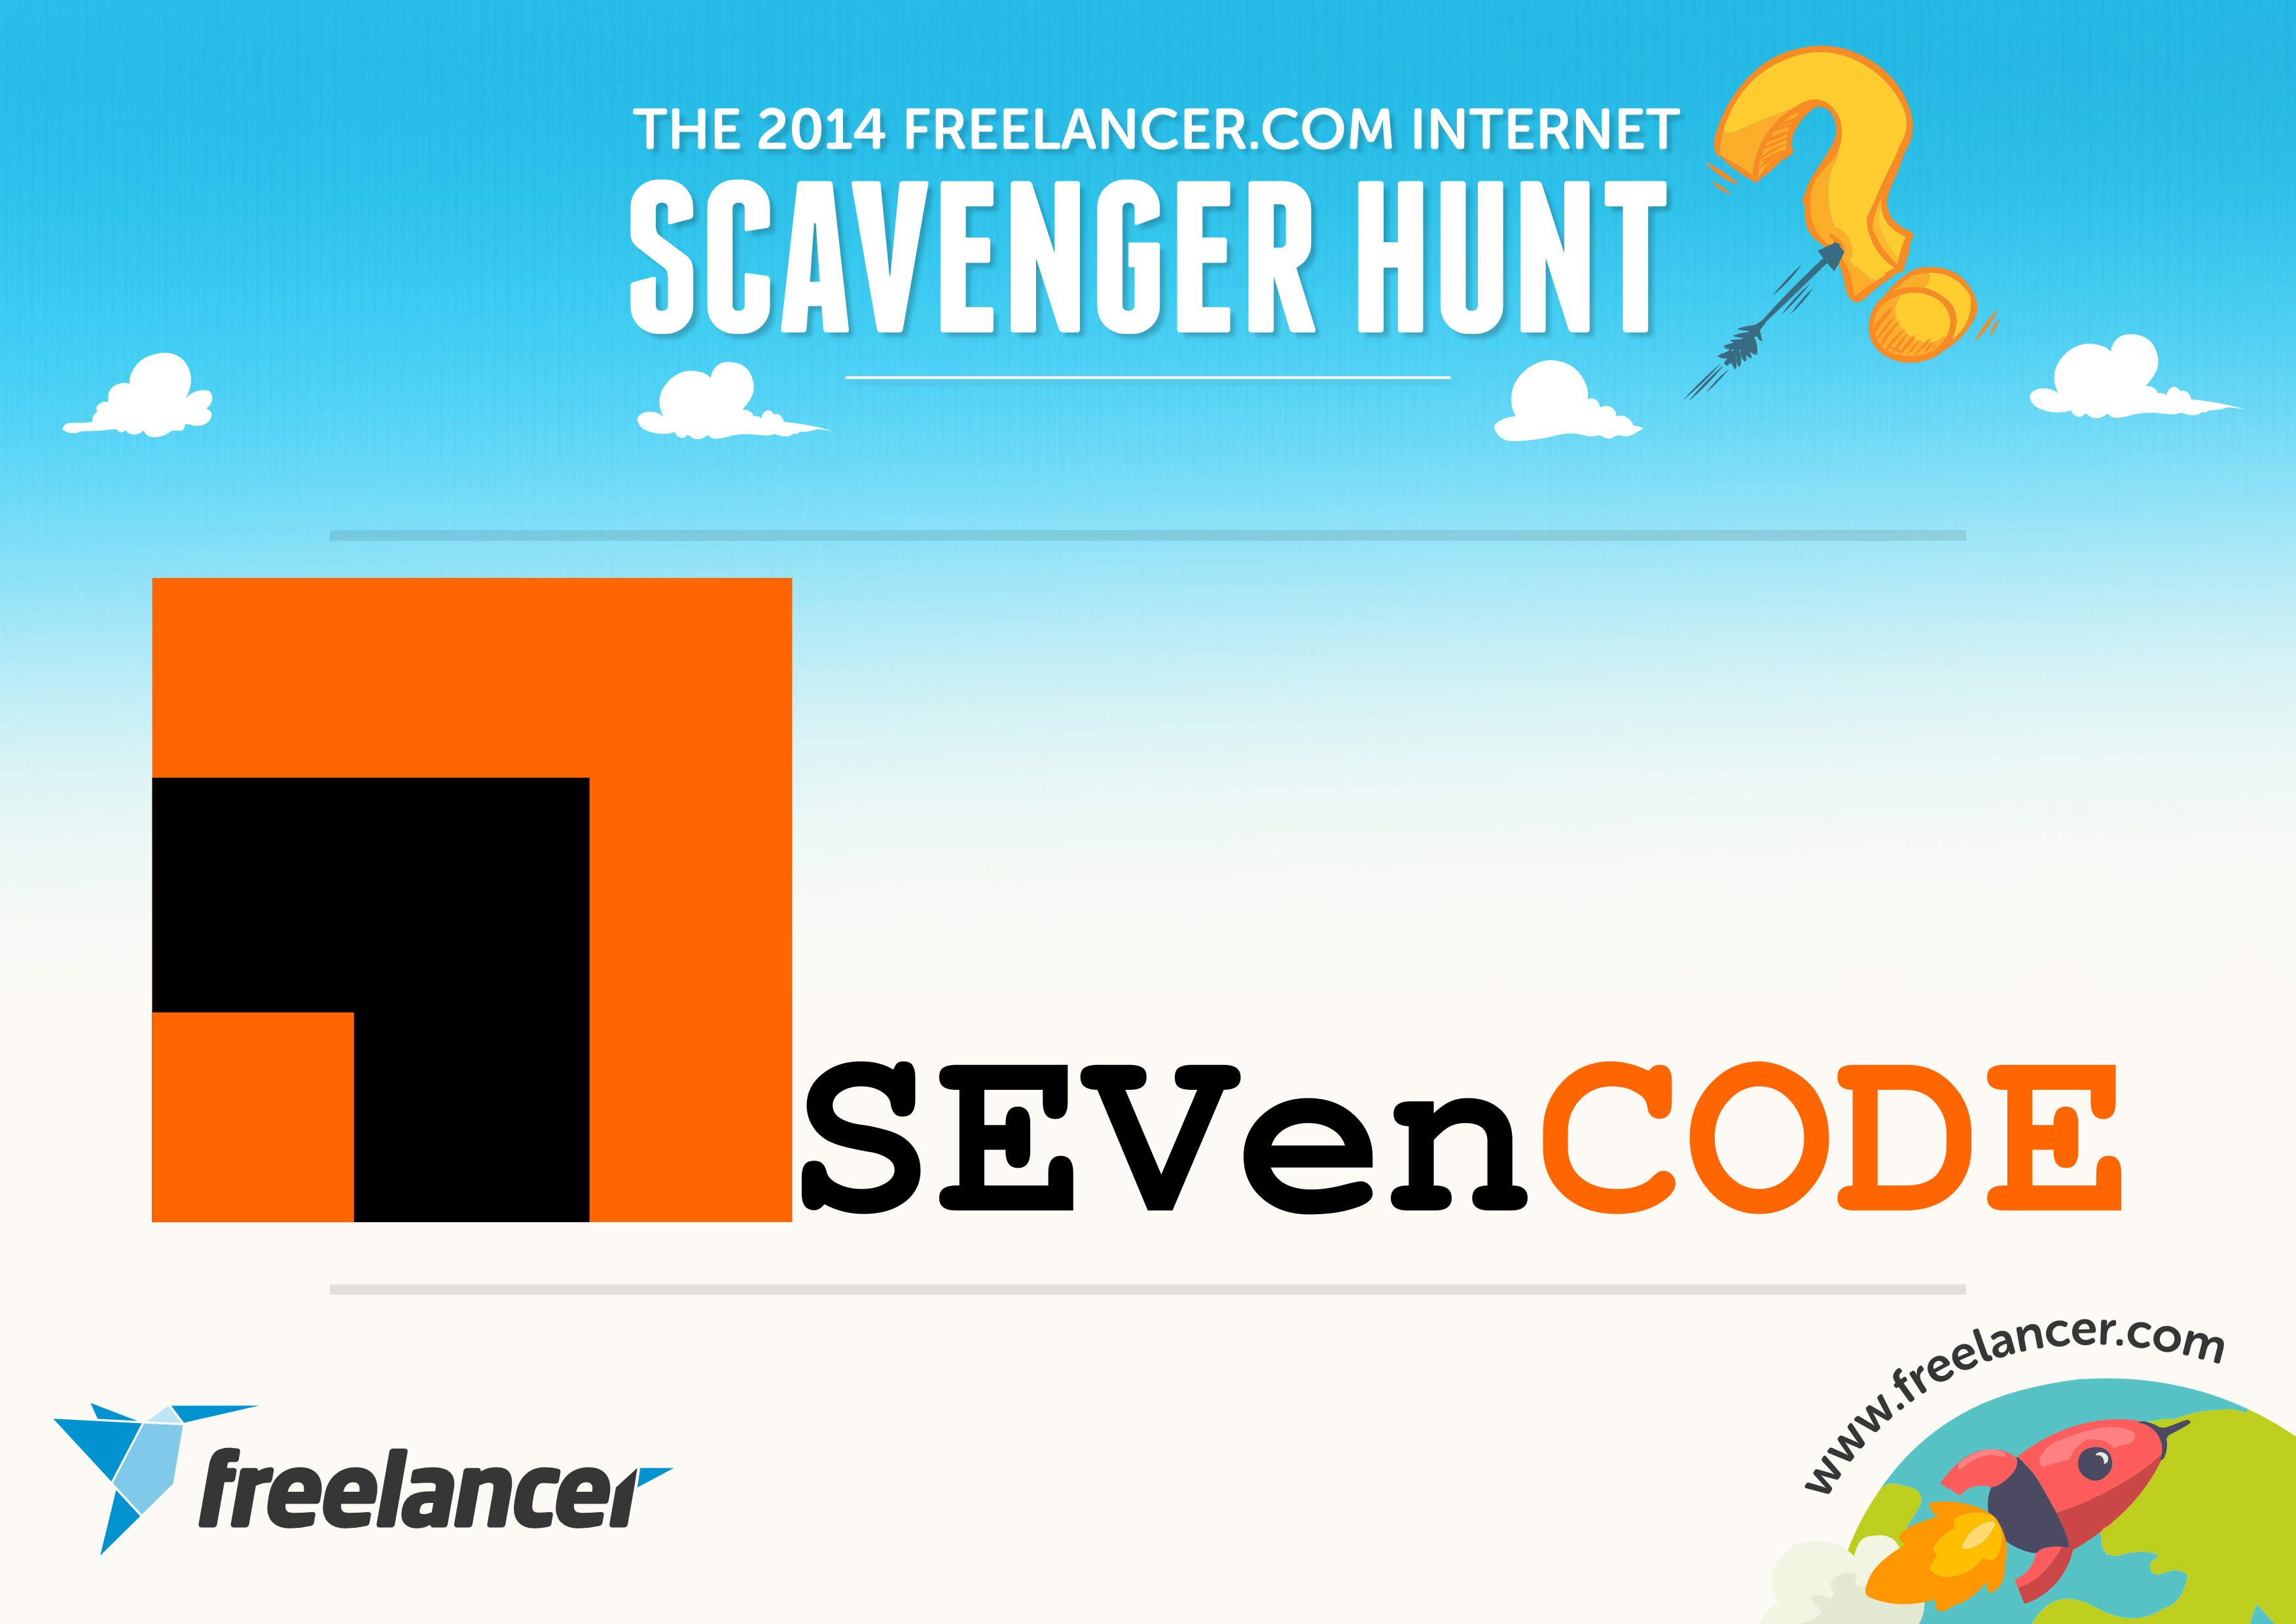 THE 2014 FREELANCER.COM INTERNET
SCAVENGER HUNT
SEVenCODE
www.freelancer.com
freelancer